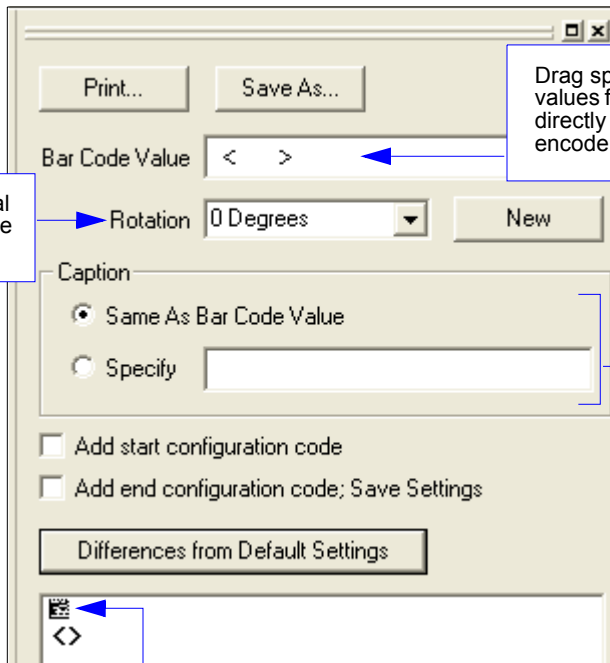 Print...
Save As...
Drag sp
values f
directly
encode
Bar Code Value < >
al
e
Rotation 0 Degrees New
Caption
Same As Bar Code Value
Specify
Add start configuration code
Add end configuration code; Save Settings
Differences from Default Settings
<>